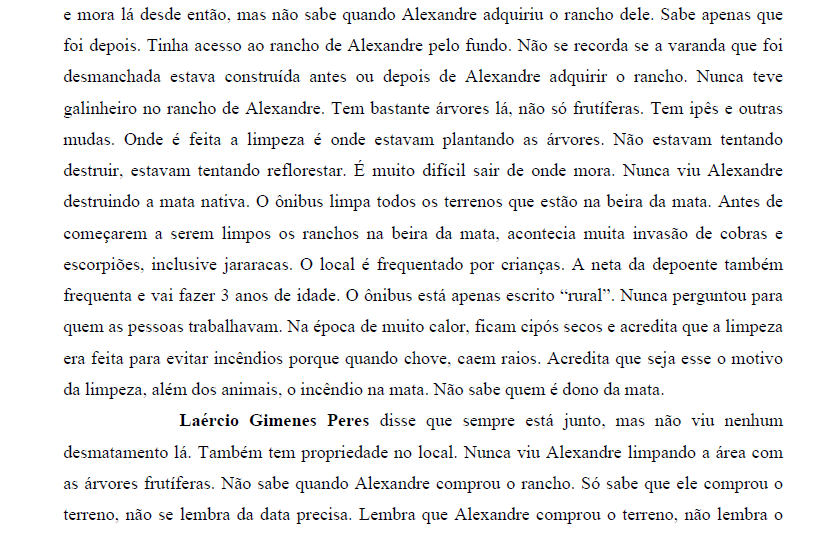 e mora lá desde então, mas não sabe quando Alexandre adquiriu o rancho dele. Sabe apenas que
foi depois. Tinha acesso ao rancho de Alexandre pelo fundo. Não se recorda se a varanda que foi
desmanchada estava construída antes ou depois de Alexandre adquirir o rancho. Nunca teve
galinheiro no rancho de Alexandre. Tem bastante árvores lá, não só frutíferas. Tem ipês e outras
mudas. Onde é feita a limpeza é onde estavam plantando as árvores. Não estavam tentando
destruir, estavam tentando reflorestar. É muito difícil sair de onde mora. Nunca viu Alexandre
destruindo a mata nativa. O ônibus limpa todos os terrenos que estão na beira da mata. Antes de
começarem a serem limpos os ranchos na beira da mata, acontecia muita invasão de cobras e
escorpiões, inclusive jararacas. O local é frequentado por crianças. A neta da depoente também
frequenta e vai fazer 3 anos de idade. O ônibus está apenas escrito “rural”. Nunca perguntou para
quem as pessoas trabalhavam. Na época de muito calor, ficam cipós secos e acredita que a limpeza
era feita para evitar incêndios porque quando chove, caem raios. Acredita que seja esse o motivo
da limpeza, além dos animais, o incêndio na mata. Não sabe quem é dono da mata.
Laércio Gimenes Peres disse que sempre está junto, mas não viu nenhum
desmatamento lá. Também tem propriedade no local. Nunca viu Alexandre limpando a área com
as árvores frutíferas. Não sabe quando Alexandre comprou o rancho. Só sabe que ele comprou o
terreno, não se lembra da data precisa. Lembra que Alexandre comprou o terreno, não lembra o